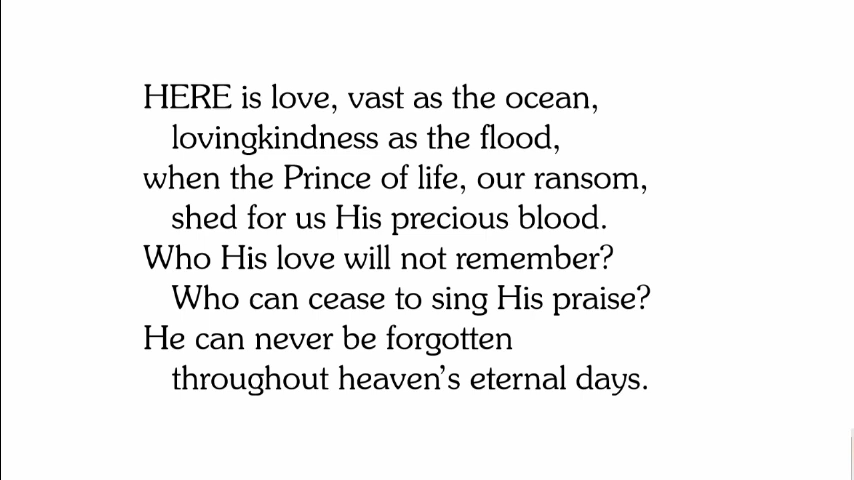 HERE is love, vast as the ocean,
lovingkindness as the flood,
when the Prince of life, our ransom,
shed for us His precious blood.
Who His love will not remember?
Who can cease to sing His praise?
He can never be forgotten
throughout heaven’s eternal days.